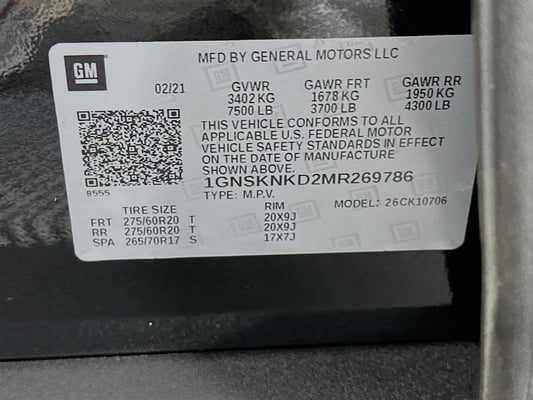 GM
MFD BY GENERAL MOTORS LLC
02/21 GVWR GAWR FRT GAWR RR
3402 KG 1678 KG 1950 KG
7500 LB 3700 LB 4300 LB
THIS VEHICLE CONFORMS TO ALL
APPLICABLE U.S. FEDERAL MOTOR
VEHICLE SAFETY STANDARDS IN EFFECT
ON THE DATE OF MANUFACTURE
SHOWN ABOVE.
8555
1GNSKNKD2MR269786
TYPE: M.P.V. MODEL: 26CK10706
TIRE SIZE RIM
FRT 275/60R20 T 20X9J
RR 275/60R20 T 20X9J
SPA 265/70R17 S 17X7J